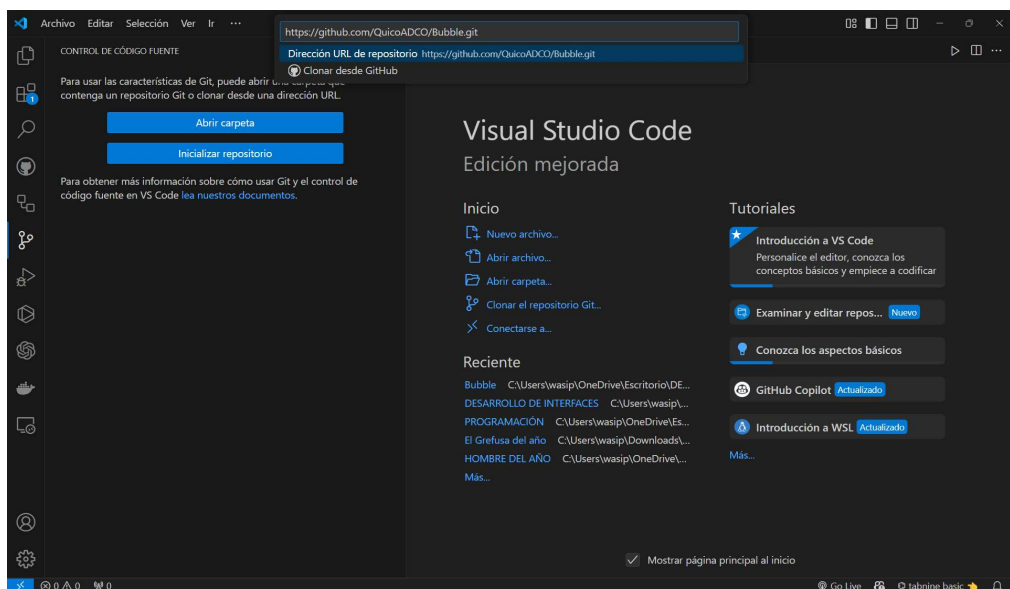 Archivo Editar Selección Ver Ir ···
https://github.com/QuicoADCO/Bubble.git
Dirección URL de repositorio https://github.com/QuicoADCO/Bubble.git
Clonar desde GitHub
CONTROL DE CÓDIGO FUENTE
Para usar las características de Git, puede abrir una carpeta que
contenga un repositorio Git o clonar desde una dirección URL.
Abrir carpeta
Inicializar repositorio
Para obtener más información sobre cómo usar Git y el control de
código fuente en VS Code lea nuestros documentos.
1
Visual Studio Code
Edición mejorada
Inicio
Nuevo archivo...
Abrir archivo...
Abrir carpeta...
Clonar el repositorio Git...
Conectarse a...
Reciente
Bubble C:\Users\wasip\OneDrive\Escritorio\DE...
DESARROLLO DE INTERFACES C:\Users\wasip\...
PROGRAMACIÓN C:\Users\wasip\OneDrive\Es...
El Grefusa del año C:\Users\wasip\Downloads\...
HOMBRE DEL AÑO C:\Users\wasip\OneDrive\...
Más...
Tutoriales
Introducción a VS Code
Personalice el editor, conozca los
conceptos básicos y empiece a codificar
Examinar y editar repos... Nuevo
Conozca los aspectos básicos
GitHub Copilot Actualizado
Introducción a WSL Actualizado
Más...
Mostrar página principal al inicio
0 0 0
Go Live tabnine basic